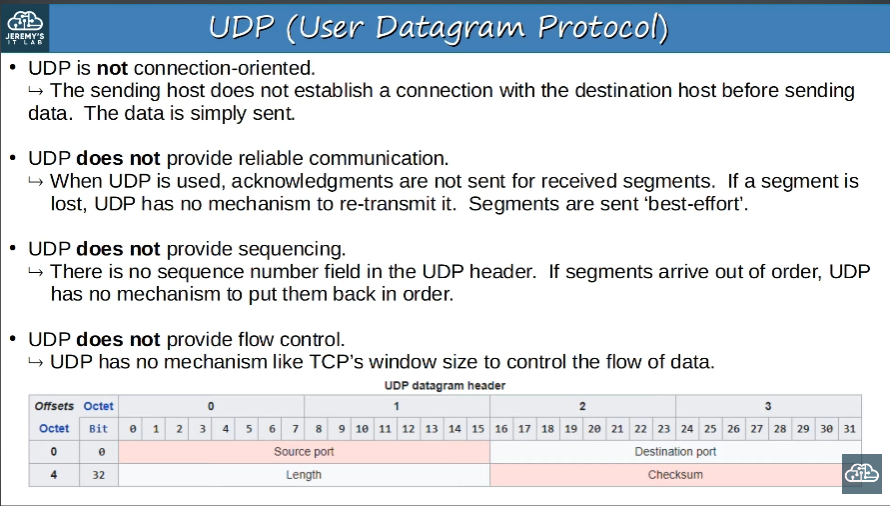 JEREMY'S
IT LAB
UDP (User Datagram Protocol)
• UDP is not connection-oriented.
↪ The sending host does not establish a connection with the destination host before sending
data.  The data is simply sent.
• UDP does not provide reliable communication.
↪ When UDP is used, acknowledgments are not sent for received segments.  If a segment is
lost, UDP has no mechanism to re-transmit it.  Segments are sent ‘best-effort’.
• UDP does not provide sequencing.
↪ There is no sequence number field in the UDP header.  If segments arrive out of order, UDP
has no mechanism to put them back in order.
• UDP does not provide flow control.
↪ UDP has no mechanism like TCP’s window size to control the flow of data.
UDP datagram header
Offsets Octet 0 1 2 3
Octet Bit 0 1 2 3 4 5 6 7 8 9 10 11 12 13 14 15 16 17 18 19 20 21 22 23 24 25 26 27 28 29 30 31
0 0 Source port Destination port
4 32 Length Checksum